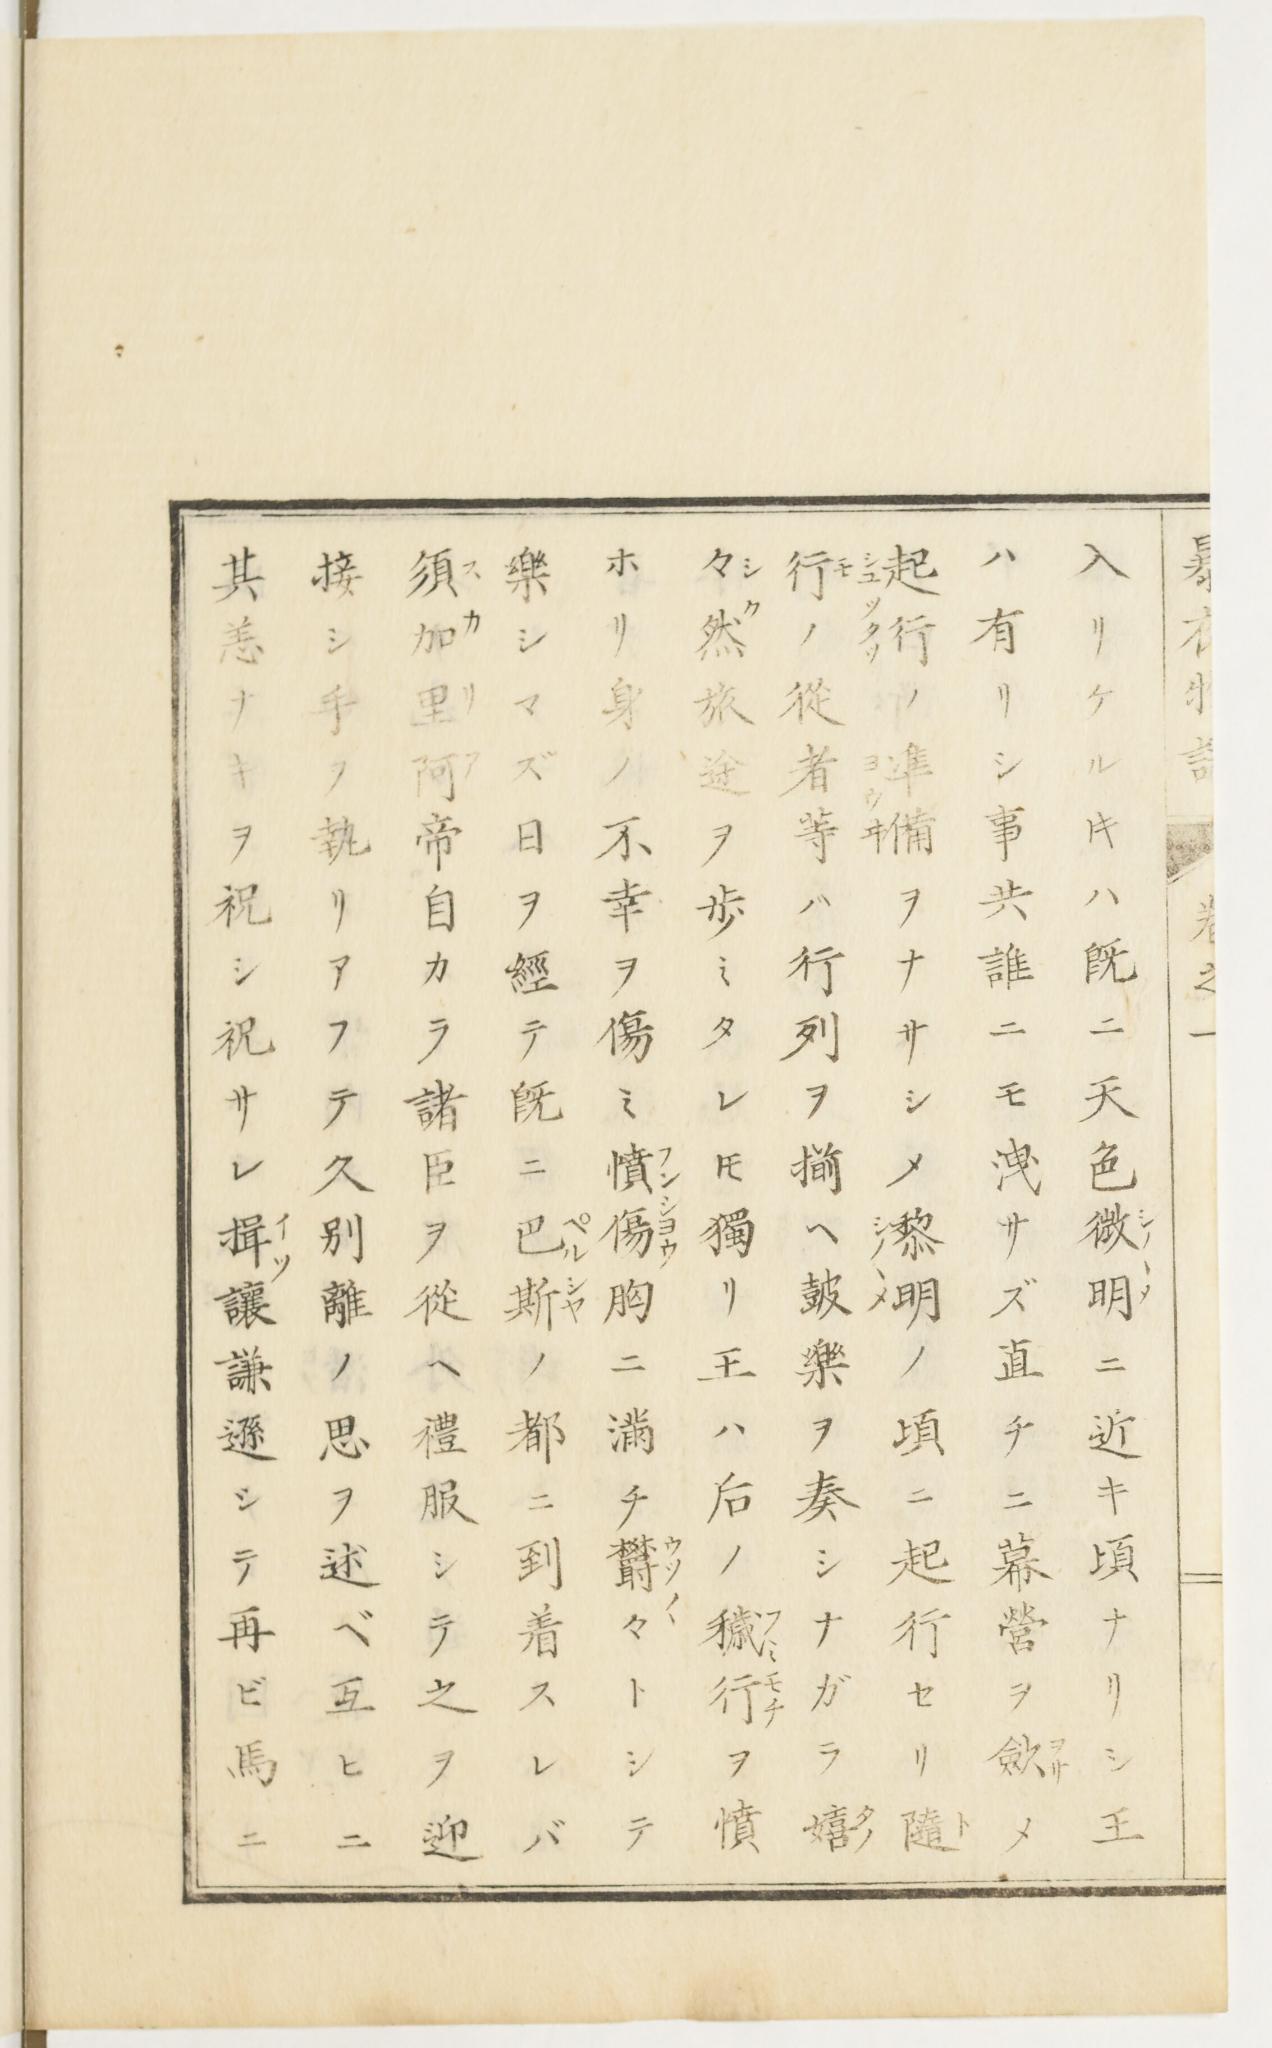 暴夜物語　巻之一
入リケル𪜈ハ既ニ天色微明ニ近キ頃ナリシ王
ハ有リシ事共誰ニモ洩サズ直チニ幕營ヲ歛メ
起行ノ準備ヲナサシメ黎明ノ頃ニ起行セリ隨
行ノ從者等ハ行列ヲ揃ヘ皷樂ヲ奏シナガラ嬉
々然旅途ヲ歩ミタレ𪜈獨リ王ハ后ノ穢行ヲ憤
ホリ身ノ不幸ヲ傷ミ憤傷胸ニ滿チ欝々トシテ
樂シマズ日ヲ經テ既ニ巴斯ノ都ニ到着スレバ
須加里阿帝自カラ諸臣ヲ從ヘ禮服シテ之ヲ迎
接シ手ヲ執リアフテ久別離ノ思ヲ述ベ互ヒニ
其恙ナキヲ祝シ祝サレ揖讓謙遜シテ再ビ馬ニ